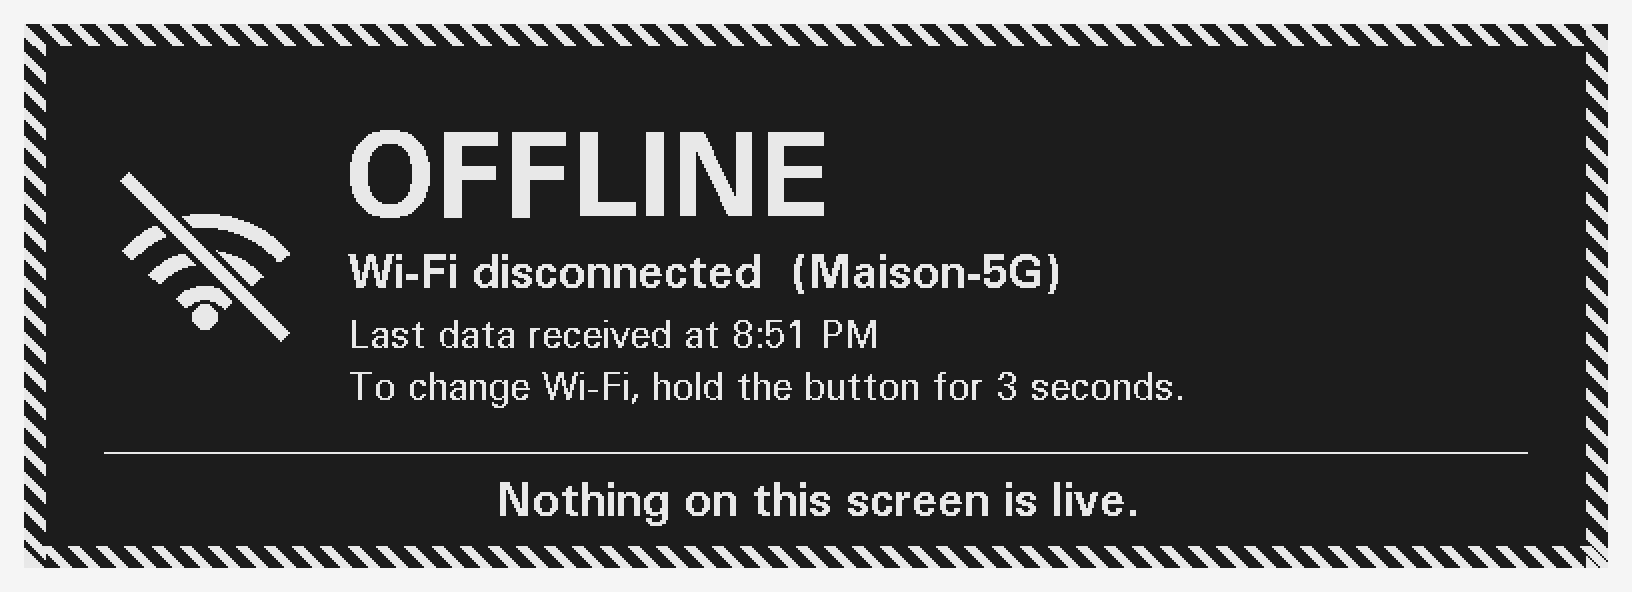 OFFLINE
Wi-Fi disconnected (Maison-5G)
Last data received at 8:51 PM
To change Wi-Fi, hold the button for 3 seconds.
Nothing on this screen is live.